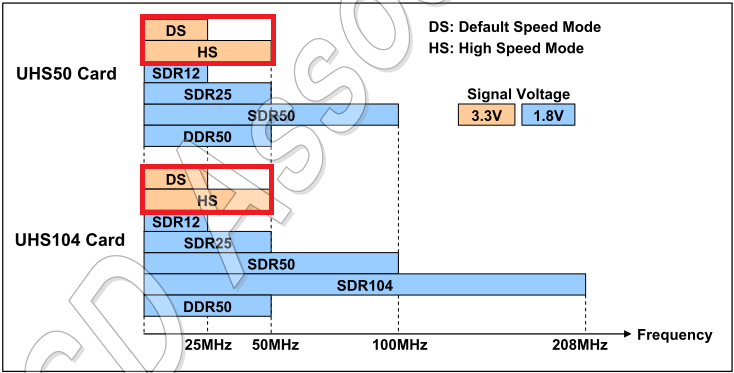 DS
HS
UHS50 Card
SDR12
SDR25
SDR50
DDR50
DS: Default Speed Mode
HS: High Speed Mode
Signal Voltage
3.3V 1.8V
DS
HS
UHS104 Card
SDR12
SDR25
SDR50
SDR104
DDR50
Frequency
25MHz 50MHz 100MHz 208MHz
SD Assoc